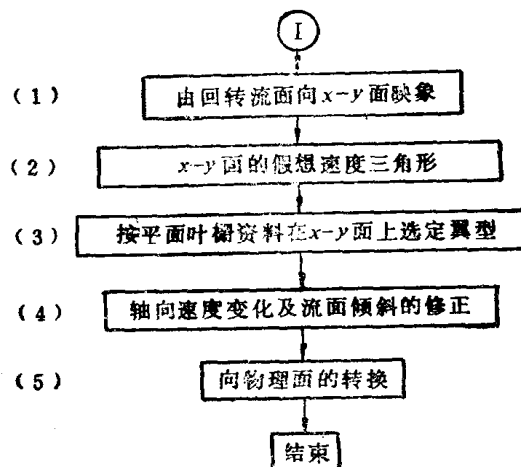 I
(1) 由回转流面向x-y面映象
(2) x-y面的假想速度三角形
(3) 按平面叶栅资料在x-y面上选定翼型
(4) 轴向速度变化及流面倾斜的修正
(5) 向物理面的转换
结束